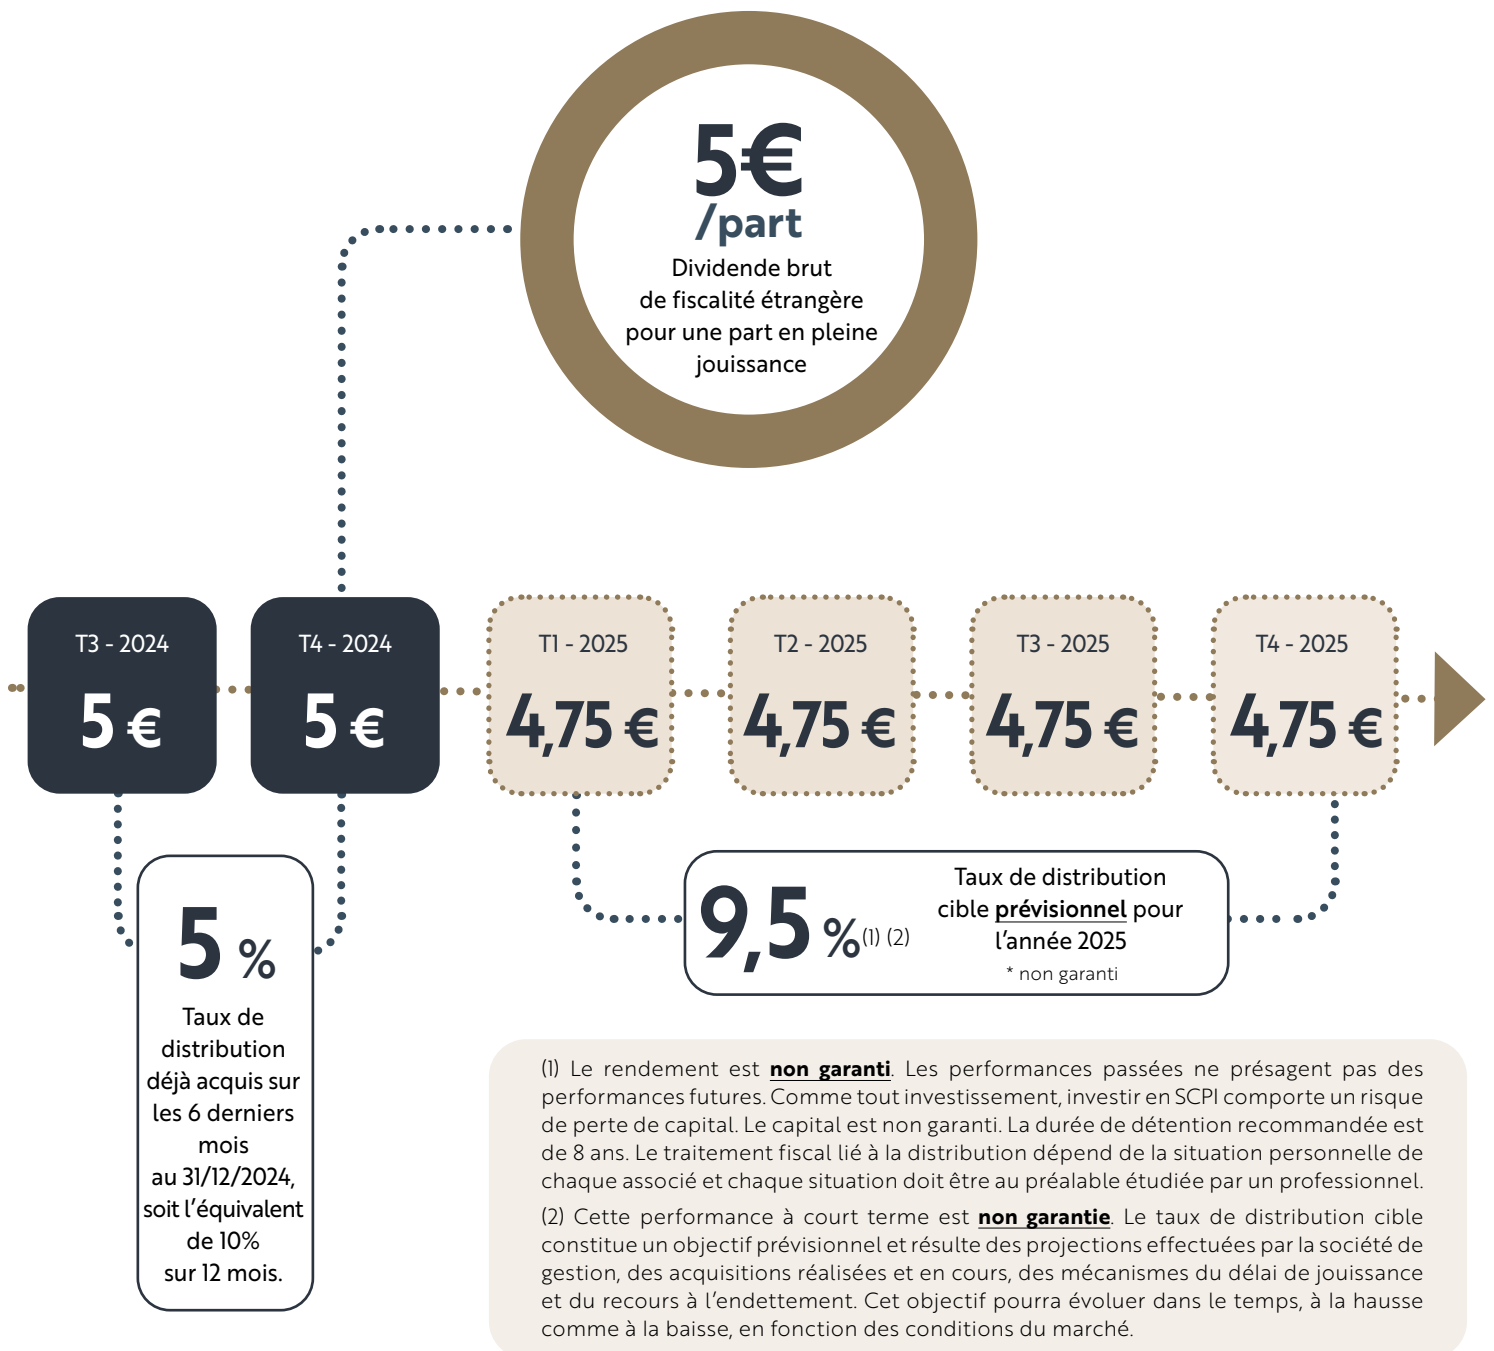 5€
/part
Dividende brut
de fiscalité étrangère
pour une part en pleine
jouissance
T3 - 2024
5 €
T4 - 2024
5 €
T1 - 2025
4,75 €
T2 - 2025
4,75 €
T3 - 2025
4,75 €
T4 - 2025
4,75 €
5 %
Taux de
distribution
déjà acquis sur
les 6 derniers
mois
au 31/12/2024,
soit l'équivalent
de 10%
sur 12 mois.
9,5 %(1) (2)
Taux de distribution
cible prévisionnel pour
l'année 2025
* non garanti
(1) Le rendement est non garanti. Les performances passées ne présagent pas des
performances futures. Comme tout investissement, investir en SCPI comporte un risque
de perte de capital. Le capital est non garanti. La durée de détention recommandée est
de 8 ans. Le traitement fiscal lié à la distribution dépend de la situation personnelle de
chaque associé et chaque situation doit être au préalable étudiée par un professionnel.
(2) Cette performance à court terme est non garantie. Le taux de distribution cible
constitue un objectif prévisionnel et résulte des projections effectuées par la société de
gestion, des acquisitions réalisées et en cours, des mécanismes du délai de jouissance
et du recours à l'endettement. Cet objectif pourra évoluer dans le temps, à la hausse
comme à la baisse, en fonction des conditions du marché.